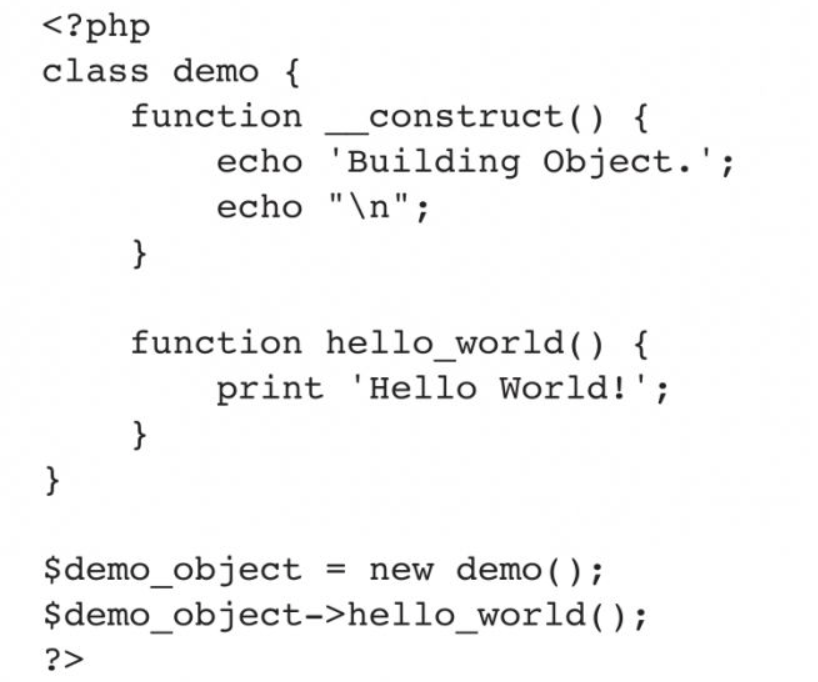 <?php
class demo {
    function __construct() {
        echo 'Building Object.';
        echo "\n";
    }

    function hello_world() {
        print 'Hello World!';
    }
}

$demo_object = new demo();
$demo_object->hello_world();
?>